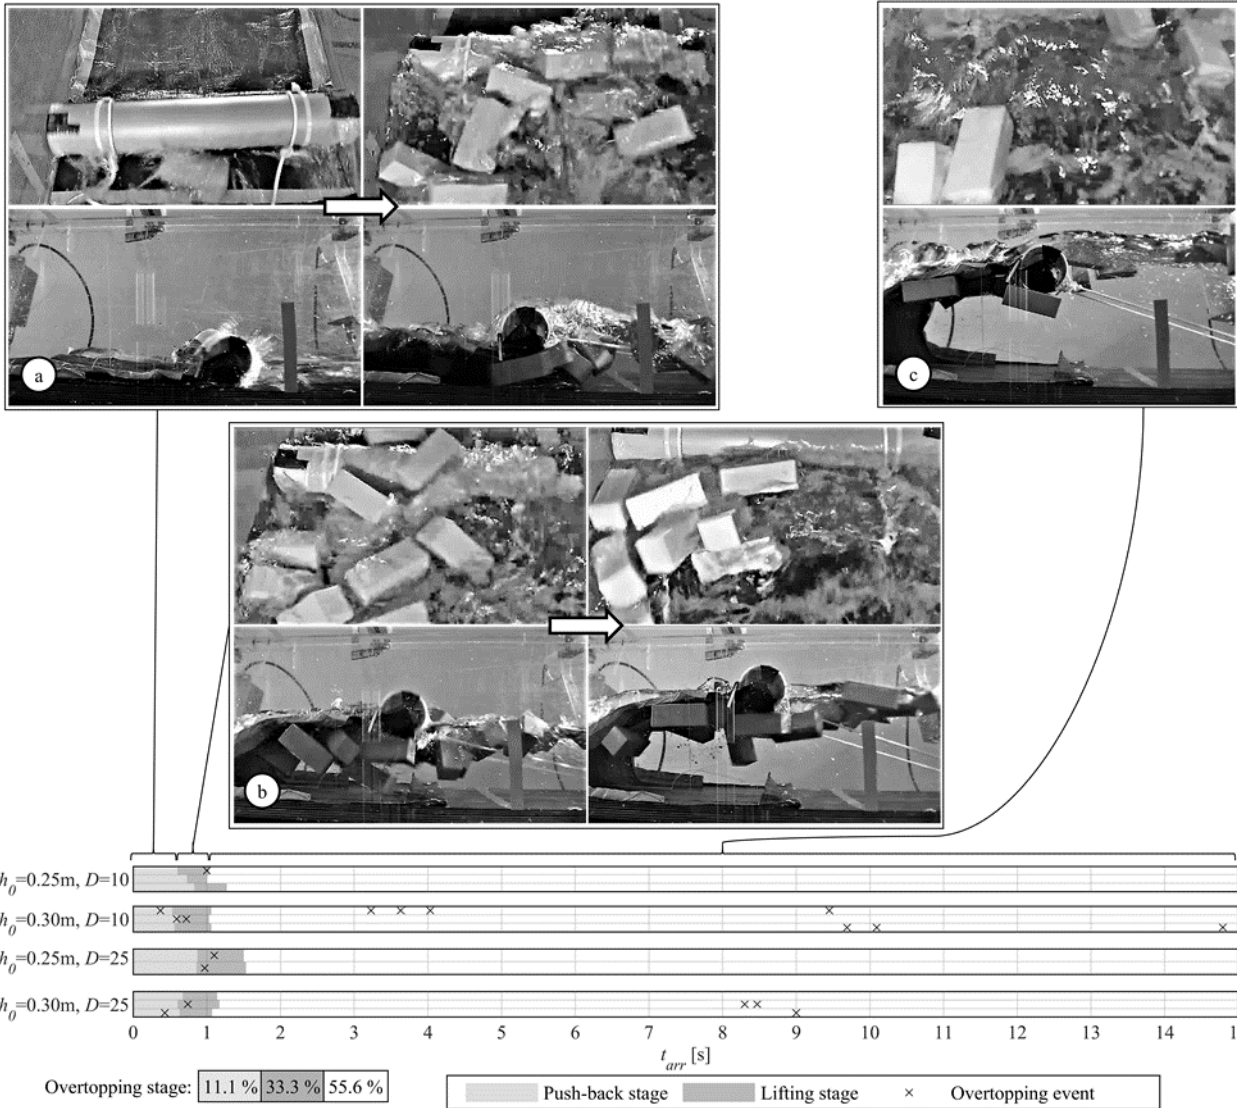 a
c
b
h0=0.25m, D=10
h0=0.30m, D=10
h0=0.25m, D=25
h0=0.30m, D=25
0 1 2 3 4 5 6 7 8 9 10 11 12 13 14 15
tarr [s]
Overtopping stage: 11.1 % 33.3 % 55.6 %
Push-back stage Lifting stage × Overtopping event